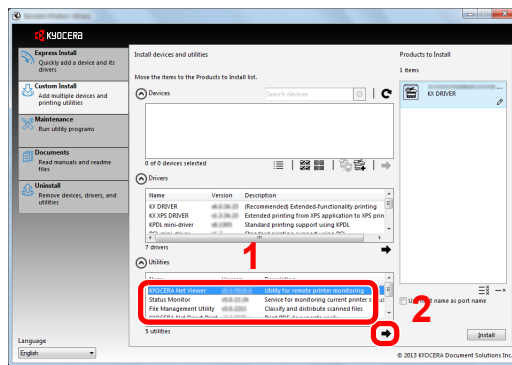 KYOCERA
Express Install
Quickly add a device and its
drivers
Custom Install
Add multiple devices and
printing utilities
Maintenance
Run utility programs
Documents
Read manuals and readme
files
Uninstall
Remove devices, drivers, and
utilities
Language
English
Install devices and utilities
Move the items to the Products to Install list.
Devices
Search devices
0 of 0 devices selected
Drivers
Name Version Description
KX DRIVER (Recommended) Extended-functionality printing
KX XPS DRIVER Extended printing from XPS application to XPS prin
KPDL mini-driver Standard printing support using KPDL
7 drivers
1
Utilities
KYOCERA Net Viewer Utility for remote printer monitoring
Status Monitor Service for monitoring current printer
File Management Utility Classify and distribute scanned files
5 utilities
2
Products to Install
1 items
KX DRIVER
name as port name
Install
© 2013 KYOCERA Document Solutions Inc.